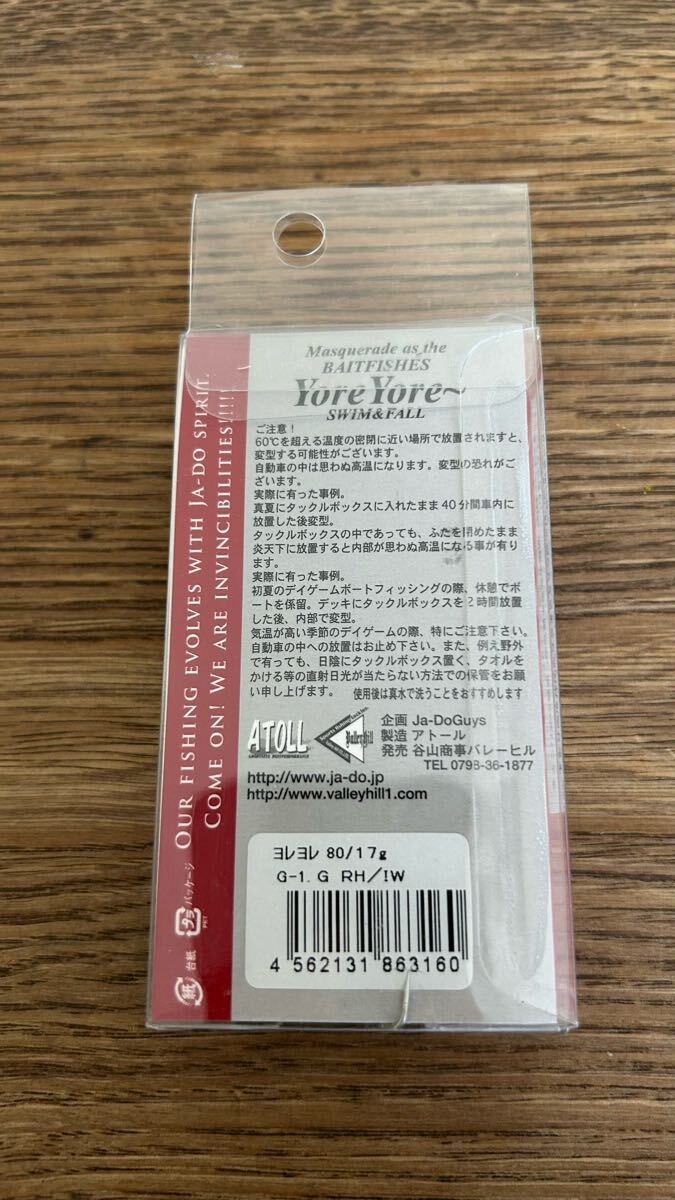 Masquerade as the
BAITFISHES
YoreYore~
SWIM&FALL
ご注意！
60℃を超える温度の密閉に近い場所で放置されますと、
変型する可能性がございます。
自動車の中は思わぬ高温になります。変型の恐れがご
ざいます。
実際に有った事例。
真夏にタックルボックスに入れたまま40分間車内に
放置した後変型。
タックルボックスの中であっても、ふたを閉めたまま
炎天下に放置すると内部が思わぬ高温になる事が有り
ます。
実際に有った事例。
初夏のデイゲームボートフィッシングの際、休憩でボ
ートを係留。デッキにタックルボックスを2時間放置
した後、内部で変型。
気温が高い季節のデイゲームの際、特にご注意下さい。
自動車の中への放置はお止め下さい。また、例え野外
で有っても、日陰にタックルボックス置く、タオルを
かける等の直射日光が当たらない方法での保管をお願
い申し上げます。 使用後は真水で洗うことをおすすめします
ATOLL
Valleyhill
企画 Ja-DoGuys
製造 アトール
発売 谷山商事バレーヒル
TEL 0798-36-1877
http://www.ja-do.jp
http://www.valleyhill1.com
ヨレヨレ 80/17g
G-1. G RH/IW
4 562131 863160
OUR FISHING EVOLVES WITH JA-DO SPIRIT.
COME ON! WE ARE INVINCIBILITIES!!!!!
紙 台紙 プラ パッケージ
PET